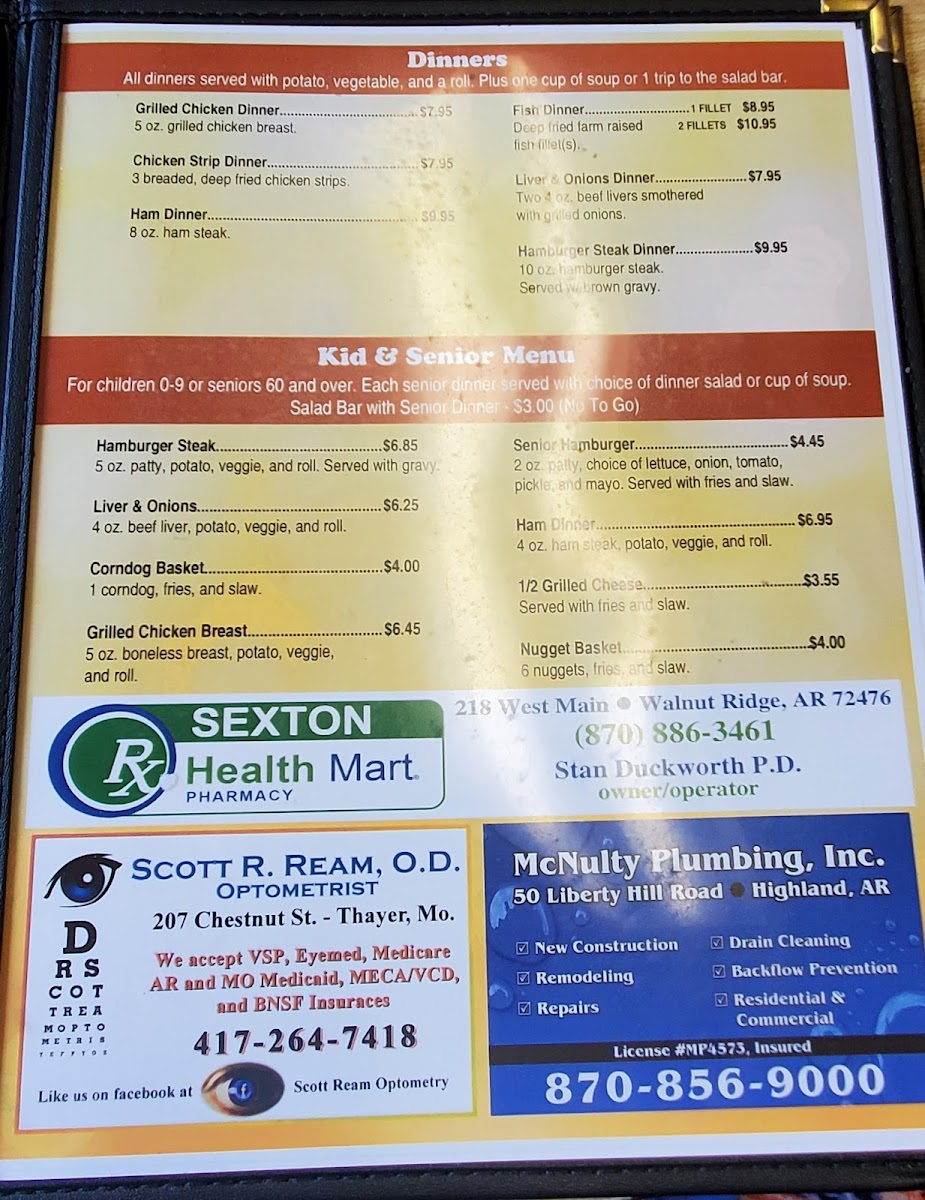 Dinners
All dinners served with potato, vegetable, and a roll. Plus one cup of soup or 1 trip to the salad bar.
Grilled Chicken Dinner..................................$7.95
5 oz. grilled chicken breast.
Chicken Strip Dinner.....................................$7.95
3 breaded, deep fried chicken strips.
Ham Dinner....................................................$9.95
8 oz. ham steak.
Fish Dinner..........................1 FILLET $8.95
Deep fried farm raised 2 FILLETS $10.95
fish fillet(s).
Liver & Onions Dinner.......................$7.95
Two 4 oz. beef livers smothered
with grilled onions.
Hamburger Steak Dinner...................$9.95
10 oz. hamburger steak.
Served w/ brown gravy.
Kid & Senior Menu
For children 0-9 or seniors 60 and over. Each senior dinner served with choice of dinner salad or cup of soup.
Salad Bar with Senior Dinner - $3.00 (No To Go)
Hamburger Steak.........................................$6.85
5 oz. patty, potato, veggie, and roll. Served with gravy.
Liver & Onions.............................................$6.25
4 oz. beef liver, potato, veggie, and roll.
Corndog Basket...........................................$4.00
1 corndog, fries, and slaw.
Grilled Chicken Breast................................$6.45
5 oz. boneless breast, potato, veggie,
and roll.
Senior Hamburger.....................................$4.45
2 oz. patty, choice of lettuce, onion, tomato,
pickle, and mayo. Served with fries and slaw.
Ham Dinner................................................$6.95
4 oz. ham steak, potato, veggie, and roll.
1/2 Grilled Cheese......................................$3.55
Served with fries and slaw.
Nugget Basket.............................................$4.00
6 nuggets, fries, and slaw.
Rx
SEXTON
Health Mart
PHARMACY
218 West Main ● Walnut Ridge, AR 72476
(870) 886-3461
Stan Duckworth P.D.
owner/operator
SCOTT R. REAM, O.D.
OPTOMETRIST
207 Chestnut St. - Thayer, Mo.
We accept VSP, Eyemed, Medicare
AR and MO Medicaid, MECA/VCD,
and BNSF Insuraces
417-264-7418
Like us on facebook at Scott Ream Optometry
D
R S
C O T
T R E A
M O P T O
M E T R I S
McNulty Plumbing, Inc.
50 Liberty Hill Road ● Highland, AR
☑ New Construction
☑ Remodeling
☑ Repairs
☑ Drain Cleaning
☑ Backflow Prevention
☑ Residential &
Commercial
License #MP4573, Insured
870-856-9000